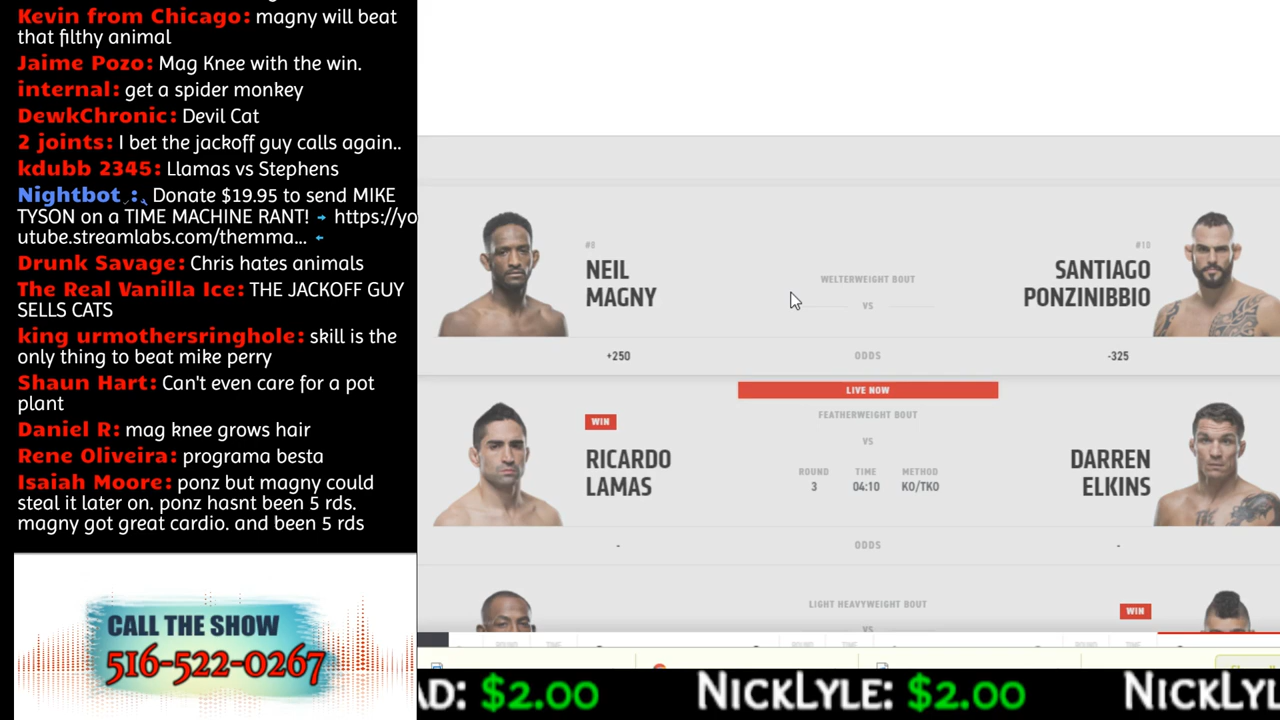 Kevin from Chicago: magny will beat
that filthy animal
Jaime Pozo: Mag Knee with the win.
internal: get a spider monkey
DewkChronic: Devil Cat
2 joints: I bet the jackoff guy calls again..
kdubb 2345: Llamas vs Stephens
Nightbot : Donate $19.95 to send MIKE
TYSON on a TIME MACHINE RANT! → https://yo
utube.streamlabs.com/themma... ←
Drunk Savage: Chris hates animals
The Real Vanilla Ice: THE JACKOFF GUY
SELLS CATS
king urmothersringhole: skill is the
only thing to beat mike perry
Shaun Hart: Can't even care for a pot
plant
Daniel R: mag knee grows hair
Rene Oliveira: programa besta
Isaiah Moore: ponz but magny could
steal it later on. ponz hasnt been 5 rds.
magny got great cardio. and been 5 rds
CALL THE SHOW
516-522-0267
#8
NEIL
MAGNY
WELTERWEIGHT BOUT
VS
#10
SANTIAGO
PONZINIBBIO
+250
ODDS
-325
LIVE NOW
WIN
RICARDO
LAMAS
FEATHERWEIGHT BOUT
VS
ROUND TIME METHOD
3 04:10 KO/TKO
DARREN
ELKINS
- ODDS -
LIGHT HEAVYWEIGHT BOUT
VS
WIN
AD: $2.00 NICKLYLE: $2.00 NICKLY